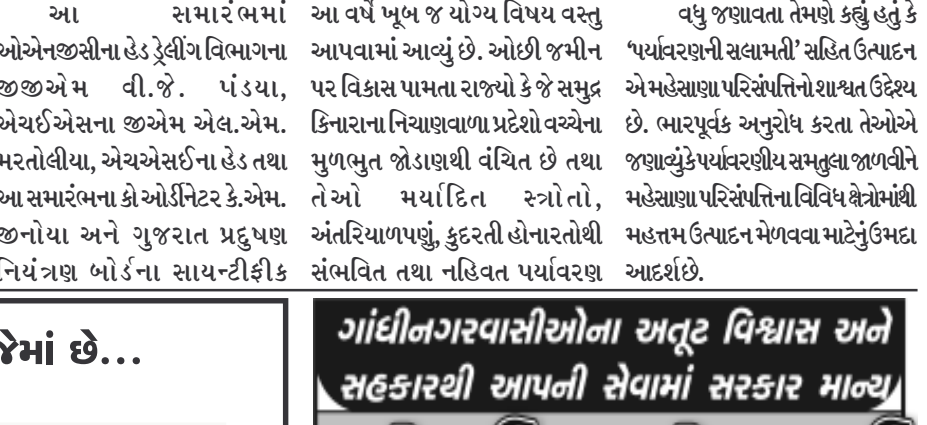 આ સમારંભમાં
ઓએનજીસીના હેડ ડ્રેલીંગ વિભાગના
જીજીએમ વી.જે. પંડયા,
એચઈએસના જીએમ એલ.એમ.
મરતોલીયા, એચએસઈના હેડ તથા
આ સમારંભના કો ઓર્ડીનેટર કે.એમ.
જીનોયા અને ગુજરાત પ્રદુષણ
નિયંત્રણ બોર્ડના સાયન્ટીફીક
આ વર્ષે ખૂબ જ યોગ્ય વિષય વસ્તુ
આપવામાં આવ્યું છે. ઓછી જમીન
પર વિકાસ પામતા રાજ્યો કે જે સમુદ્ર
કિનારાના નિચાણવાળા પ્રદેશો વચ્ચેના
મુળભુત જોડાણથી વંચિત છે તથા
તેઓ મર્યાદિત સ્ત્રોતો,
અંતરિયાળપણું, કુદરતી હોનારતોથી
સંભવિત તથા નહિવત પર્યાવરણ
વધુ જણાવતા તેમણે કહ્યું હતું કે
‘પર્યાવરણની સલામતી’ સહિત ઉત્પાદન
એ મહેસાણા પરિસંપત્તિનો શાશ્વત ઉદ્દેશ્ય
છે. ભારપૂર્વક અનુરોધ કરતા તેઓએ
જણાવ્યું કે પર્યાવરણીય સમતુલા જાળવીને
મહેસાણા પરિસંપત્તિના વિવિધ ક્ષેત્રોમાંથી
મહત્તમ ઉત્પાદન મેળવવા માટેનું ઉમદા
આદર્શ છે.
જેમાં છે...
ગાંધીનગરવાસીઓના અતૂટ વિશ્વાસ અને
સહકારથી આપની સેવામાં સરકાર માન્ય